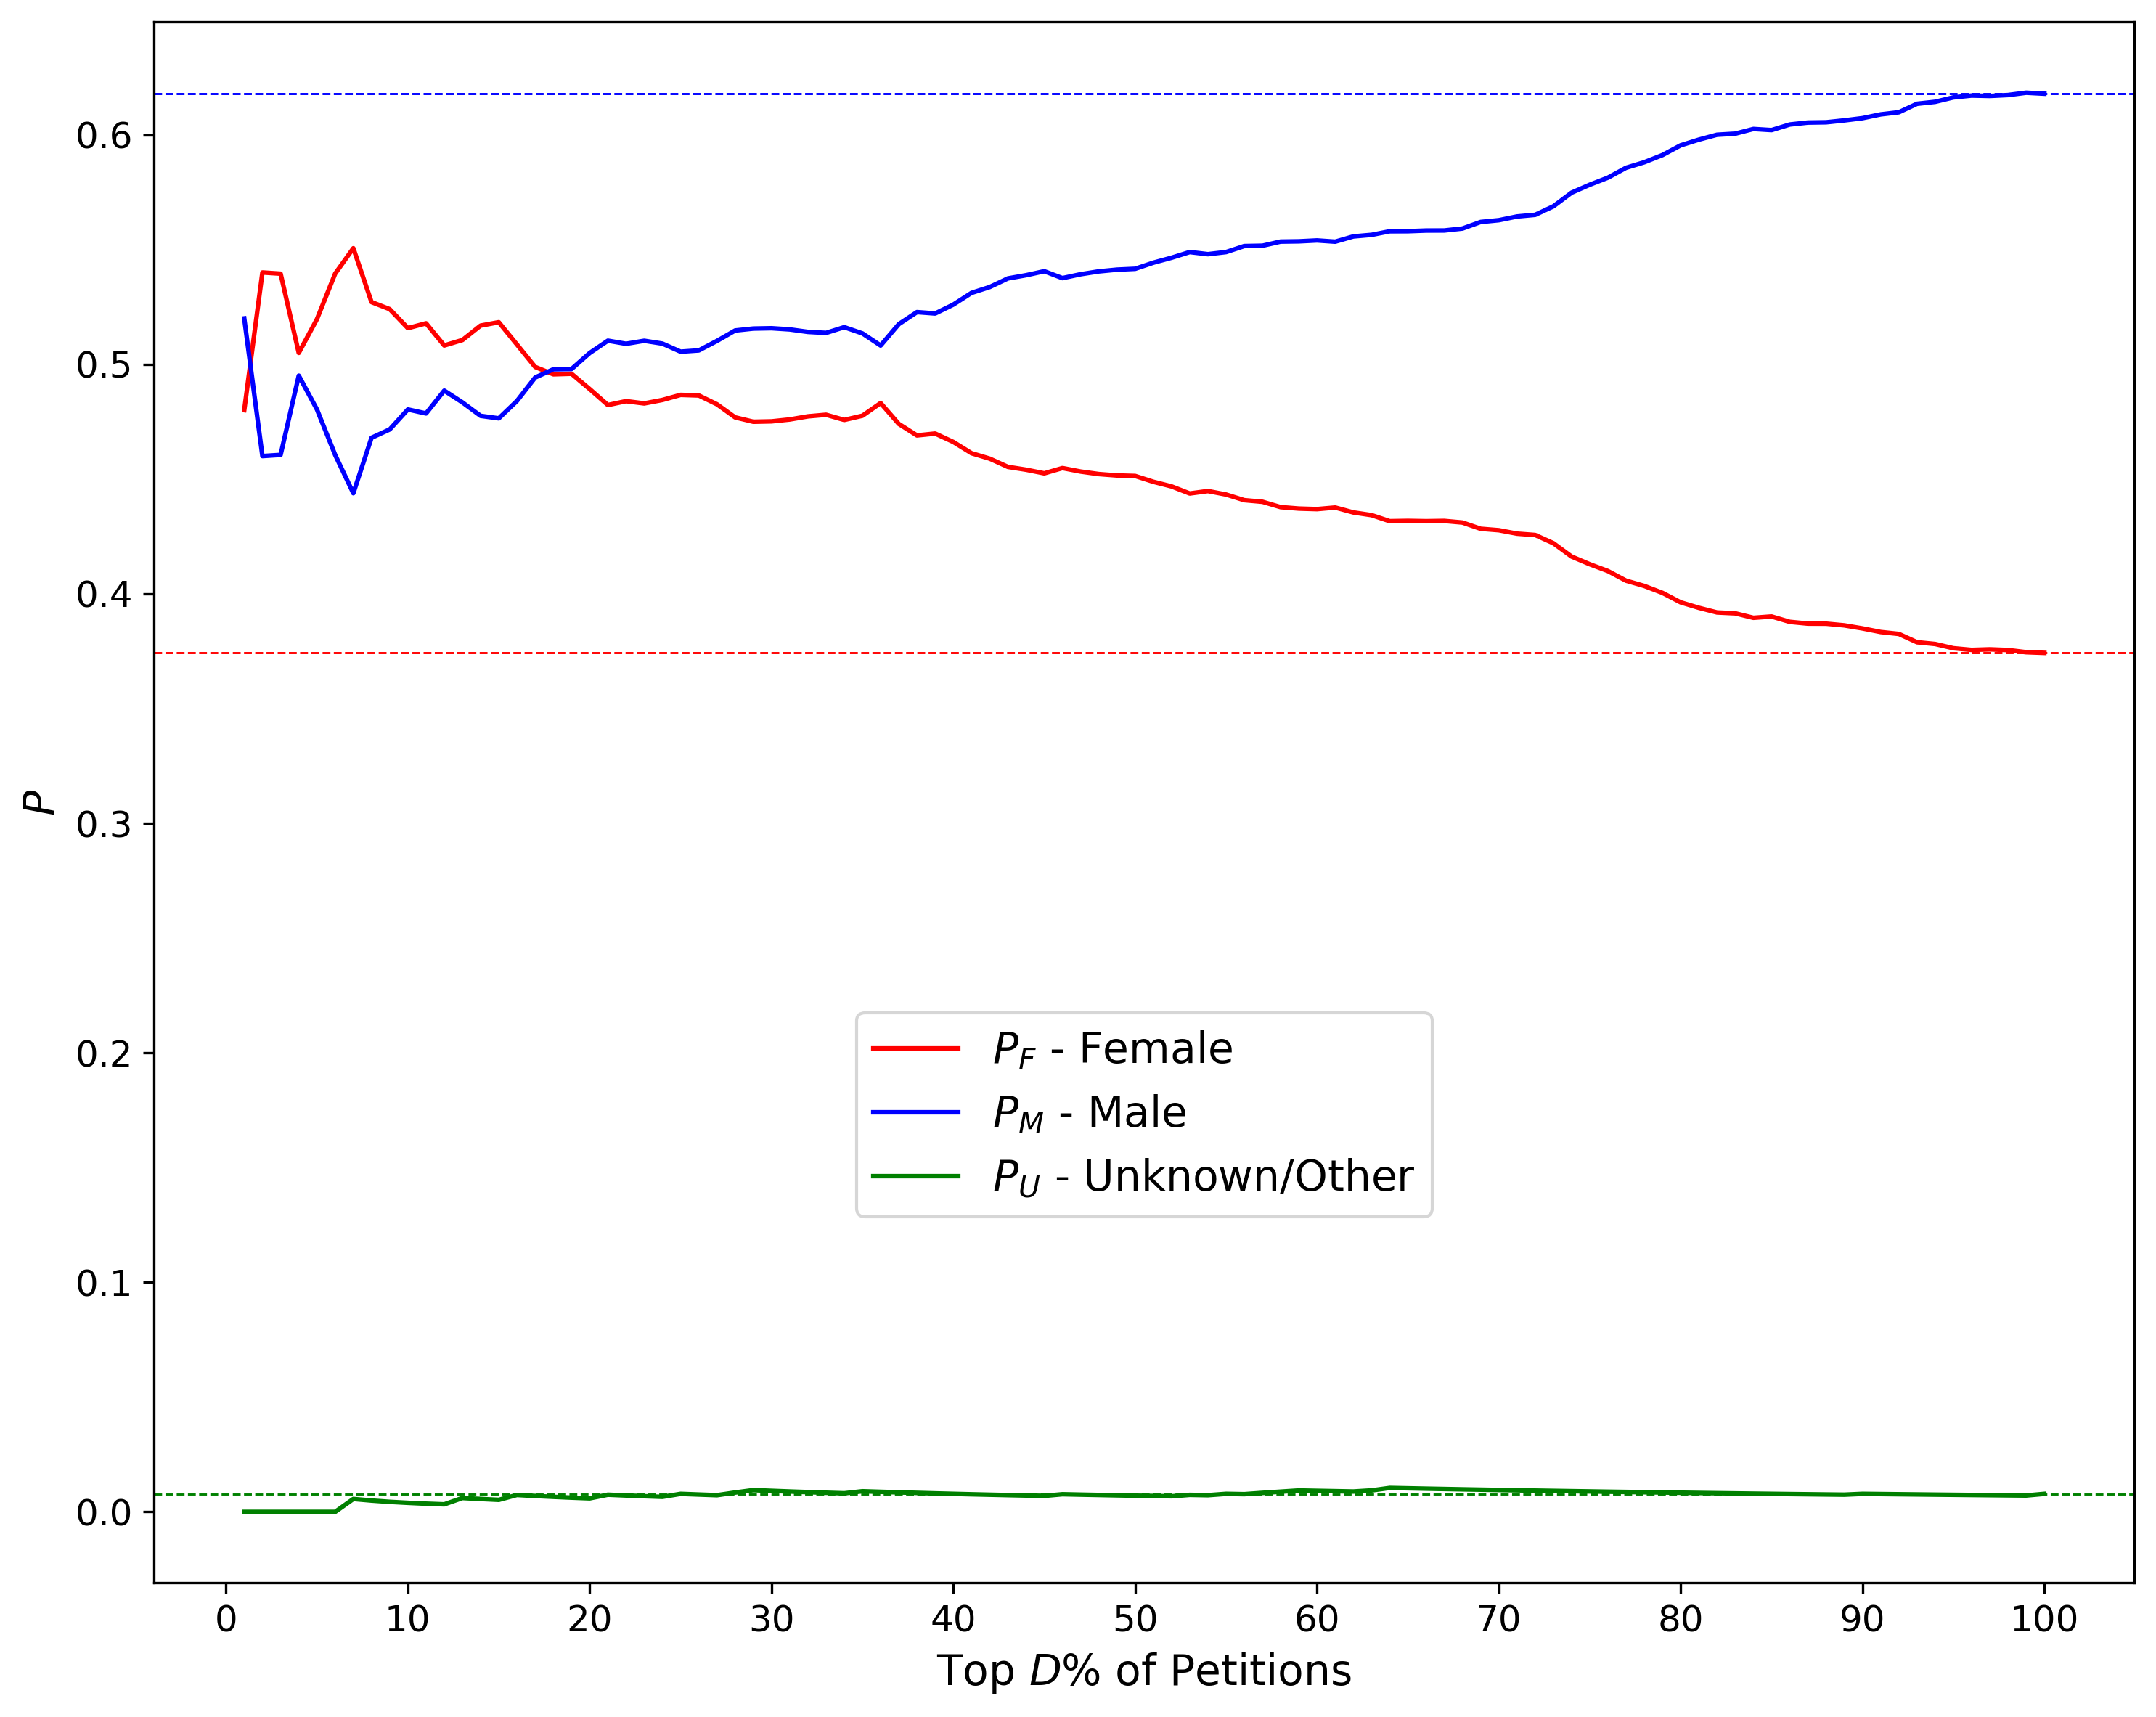 0.6
0.5
0.4
0.3
0.2
0.1
0.0
P
P_F - Female
P_M - Male
P_U - Unknown/Other
0 10 20 30 40 50 60 70 80 90 100
Top D% of Petitions